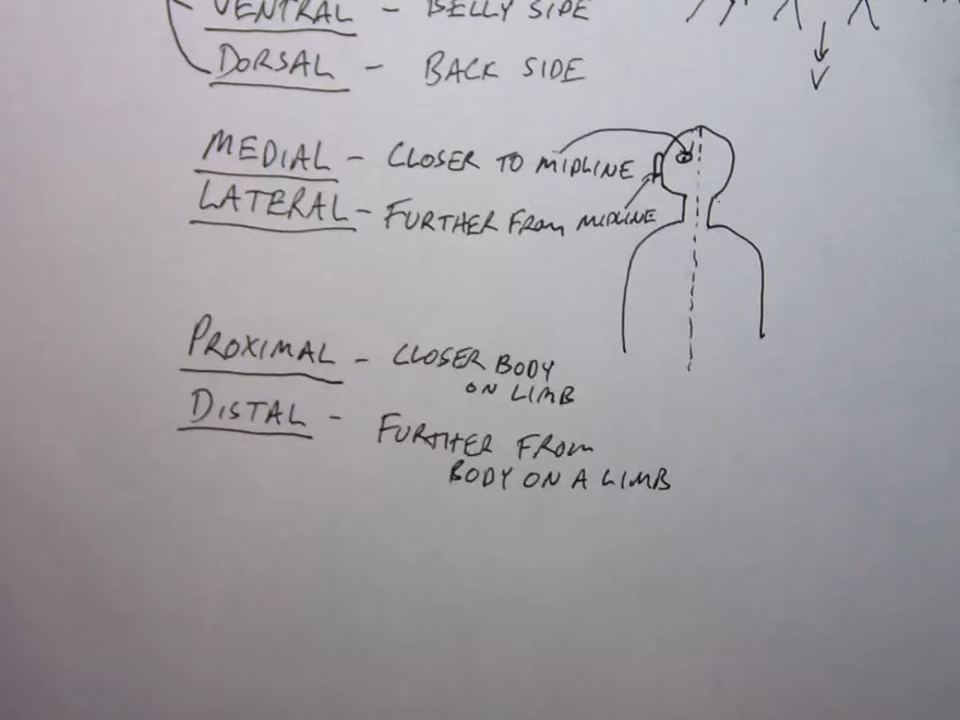 VENTRAL - BELLY SIDE
DORSAL - BACK SIDE
V
MEDIAL - CLOSER TO MIDLINE
LATERAL - FURTHER FROM MIDLINE
PROXIMAL - CLOSER BODY
ON LIMB
DISTAL - FURTHER FROM
BODY ON A LIMB